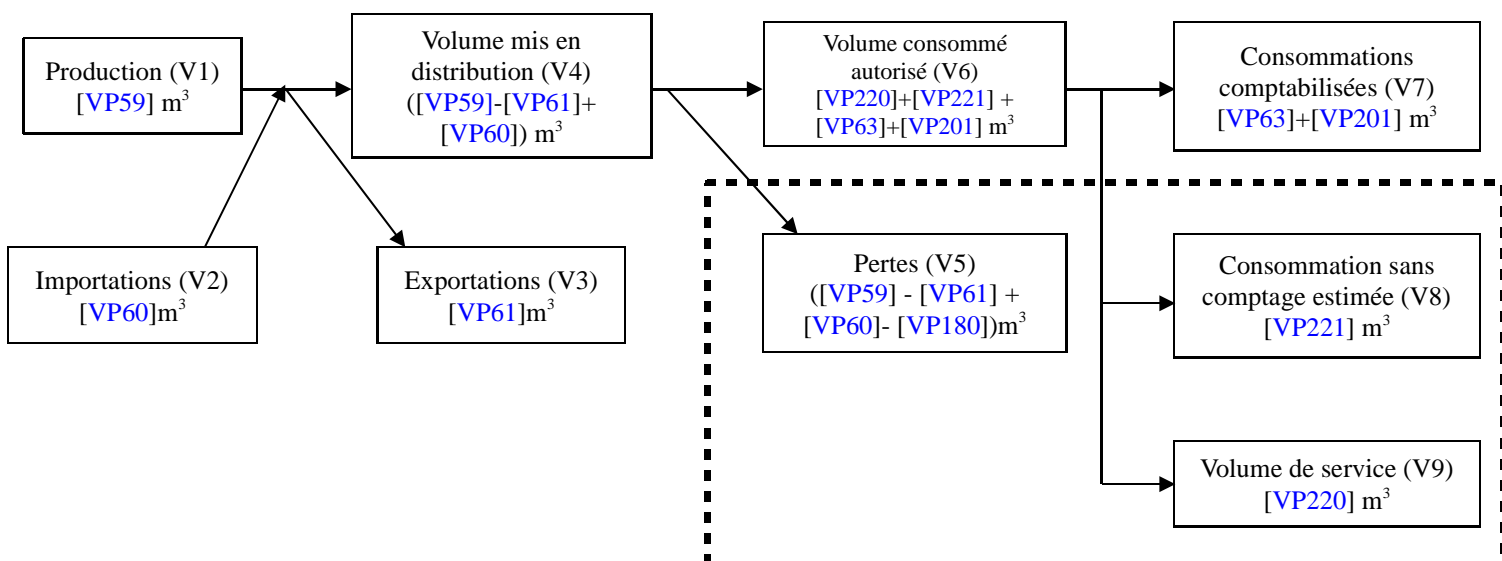 Production (V1)
[VP59] m³
Volume mis en
distribution (V4)
([VP59]-[VP61]+
[VP60]) m³
Volume consommé
autorisé (V6)
[VP220]+[VP221] +
[VP63]+[VP201] m³
Consommations
comptabilisées (V7)
[VP63]+[VP201] m³
Importations (V2)
[VP60]m³
Exportations (V3)
[VP61]m³
Pertes (V5)
([VP59] - [VP61] +
[VP60]- [VP180])m³
Consommation sans
comptage estimée (V8)
[VP221] m³
Volume de service (V9)
[VP220] m³